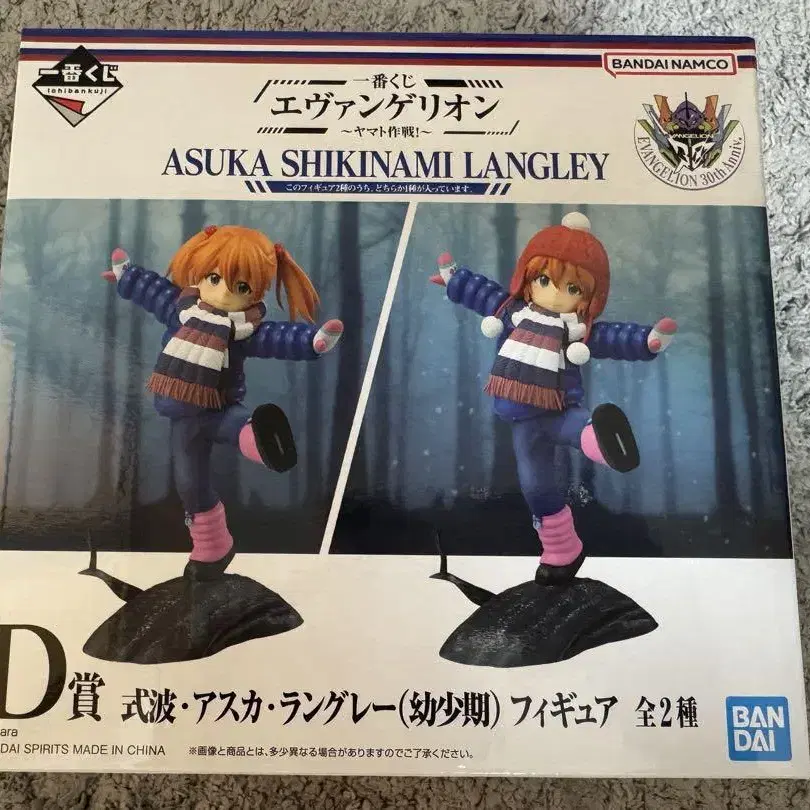 一番くじ
ichibankuji
BANDAI NAMCO
一番くじ
エヴァンゲリオン
～ヤマト作戦!～
ASUKA SHIKINAMI LANGLEY
このフィギュア2種のうち、どちらか1種が入っています。
EVANGELION
EVANGELION 30th Anniv.
D賞 式波・アスカ・ラングレー(幼少期) フィギュア 全2種
ara
DAI SPIRITS MADE IN CHINA ※画像と商品とは、多少異なる場合がありますのでご了承ください。
BAN
DAI